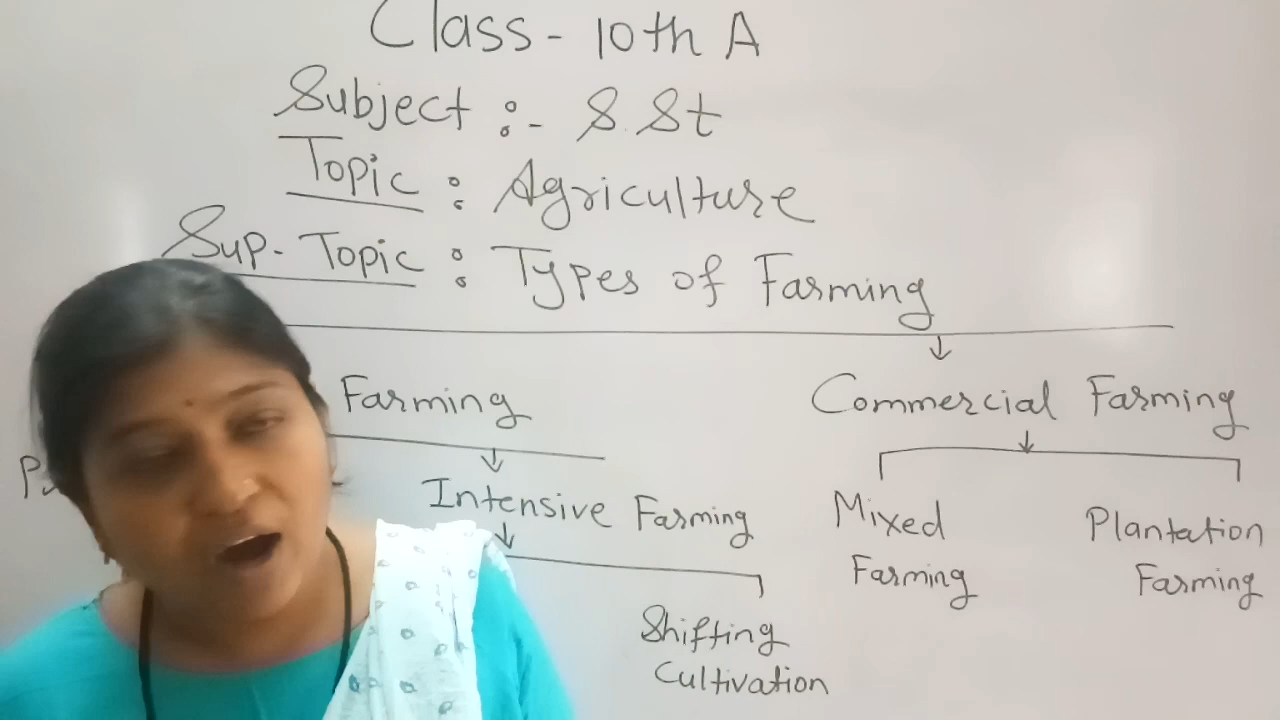 Class - 10th A
Subject :- S.St
Topic : Agriculture
Sup-Topic : Types of Farming
Farming
Commercial Farming
Intensive Farming
Mixed Farming
Plantation Farming
Shifting Cultivation